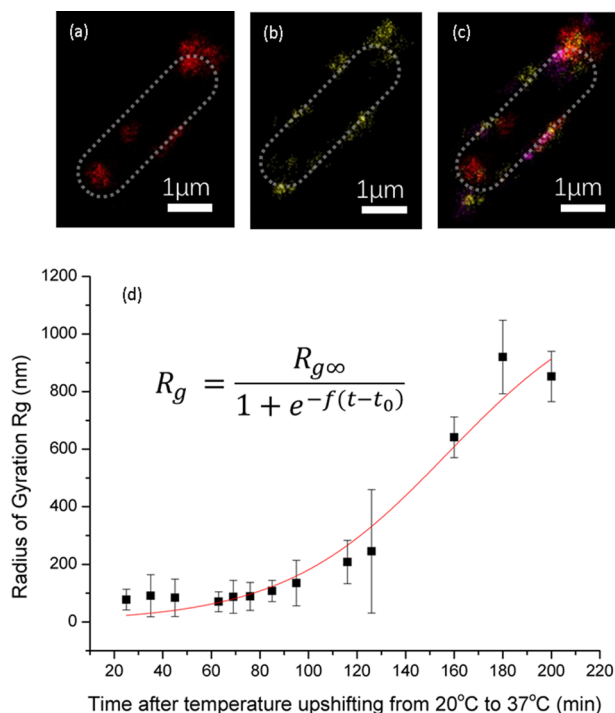 (a)
(b)
(c)
1μm
1μm
1μm
1200
1000
800
600
400
200
0
Radius of Gyration Rg (nm)
(d)
R_g = R_{g∞} / (1 + e^{-f(t-t_0)})
20 40 60 80 100 120 140 160 180 200 220
Time after temperature upshifting from 20°C to 37°C (min)